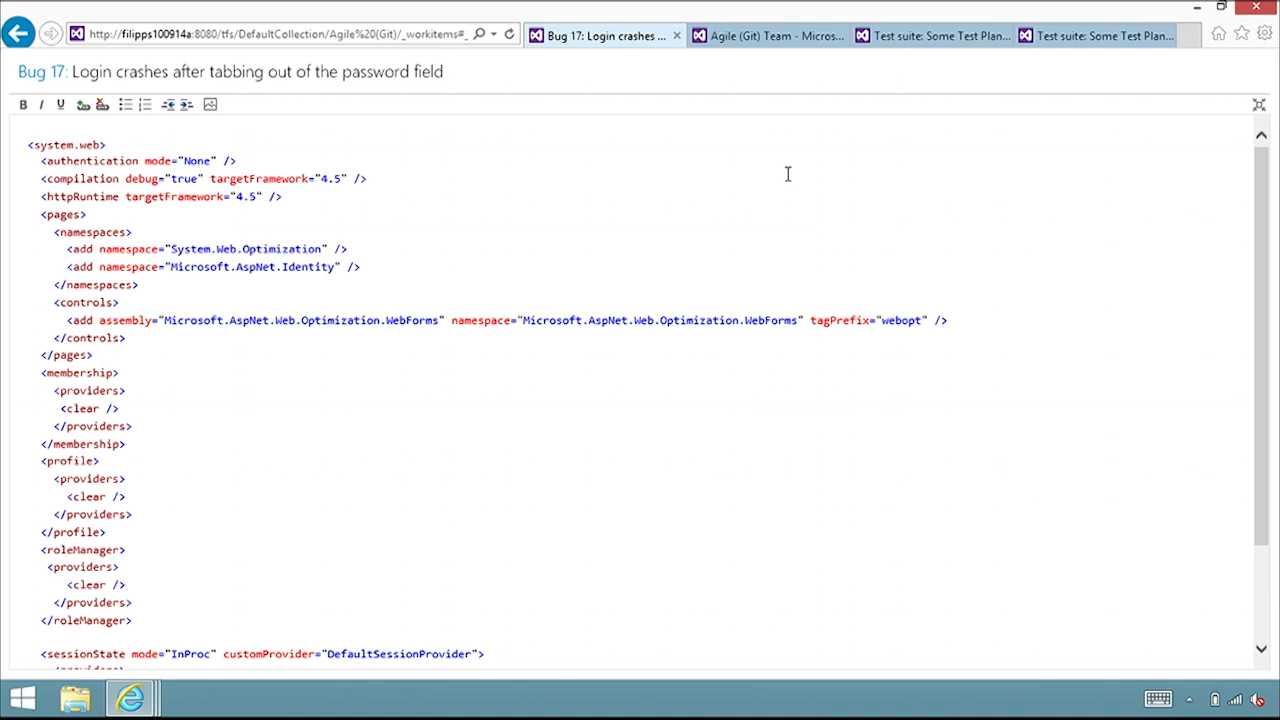 http://filipps100914a:8080/tfs/DefaultCollection/Agile%20(Git)/_workitems#_
Bug 17: Login crashes ...
Agile (Git) Team - Micros...
Test suite: Some Test Plan...
Test suite: Some Test Plan...
Bug 17: Login crashes after tabbing out of the password field
B I U
<system.web>
<authentication mode="None" />
<compilation debug="true" targetFramework="4.5" />
<httpRuntime targetFramework="4.5" />
<pages>
<namespaces>
<add namespace="System.Web.Optimization" />
<add namespace="Microsoft.AspNet.Identity" />
</namespaces>
<controls>
<add assembly="Microsoft.AspNet.Web.Optimization.WebForms" namespace="Microsoft.AspNet.Web.Optimization.WebForms" tagPrefix="webopt" />
</controls>
</pages>
<membership>
<providers>
<clear />
</providers>
</membership>
<profile>
<providers>
<clear />
</providers>
</profile>
<roleManager>
<providers>
<clear />
</providers>
</roleManager>
<sessionState mode="InProc" customProvider="DefaultSessionProvider">